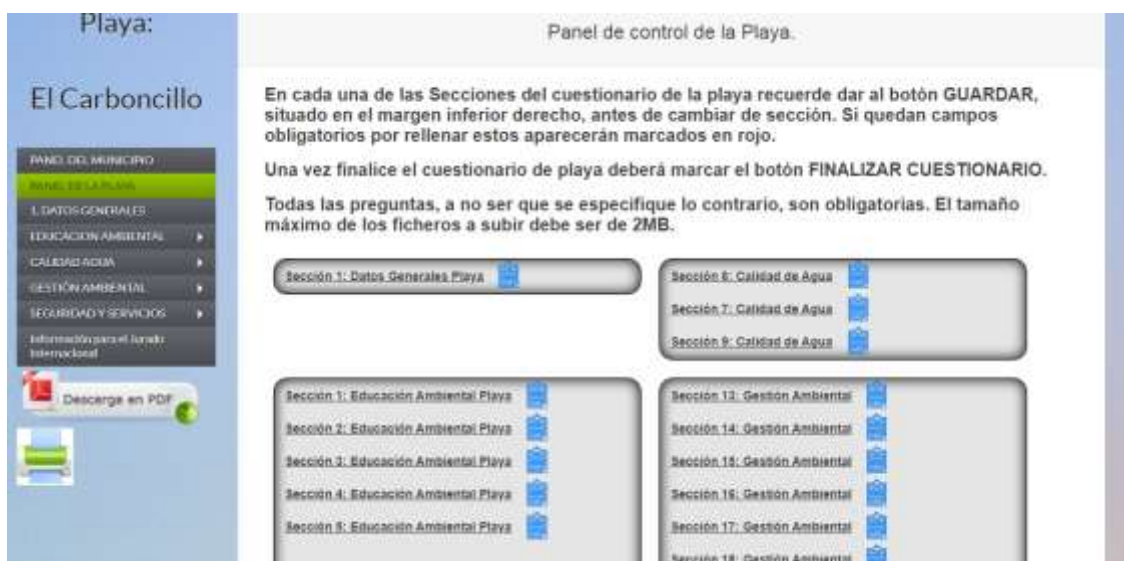 Playa:
El Carboncillo
PANEL DEL MUNICIPIO
PANEL DE LA PLAYA
1. DATOS GENERALES
EDUCACION AMBIENTAL
CALIDAD AGUA
GESTIÓN AMBIENTAL
SEGURIDAD Y SERVICIOS
Información para el Jurado
Internacional
Descarga en PDF
Panel de control de la Playa.
En cada una de las Secciones del cuestionario de la playa recuerde dar al botón GUARDAR,
situado en el margen inferior derecho, antes de cambiar de sección. Si quedan campos
obligatorios por rellenar estos aparecerán marcados en rojo.
Una vez finalice el cuestionario de playa deberá marcar el botón FINALIZAR CUESTIONARIO.
Todas las preguntas, a no ser que se especifique lo contrario, son obligatorias. El tamaño
máximo de los ficheros a subir debe ser de 2MB.
Sección 1: Datos Generales Playa
Sección 6: Calidad de Agua
Sección 7: Calidad de Agua
Sección 9: Calidad de Agua
Sección 1: Educación Ambiental Playa
Sección 2: Educación Ambiental Playa
Sección 3: Educación Ambiental Playa
Sección 4: Educación Ambiental Playa
Sección 5: Educación Ambiental Playa
Sección 13: Gestión Ambiental
Sección 14: Gestión Ambiental
Sección 15: Gestión Ambiental
Sección 16: Gestión Ambiental
Sección 17: Gestión Ambiental
Sección 18: Gestión Ambiental